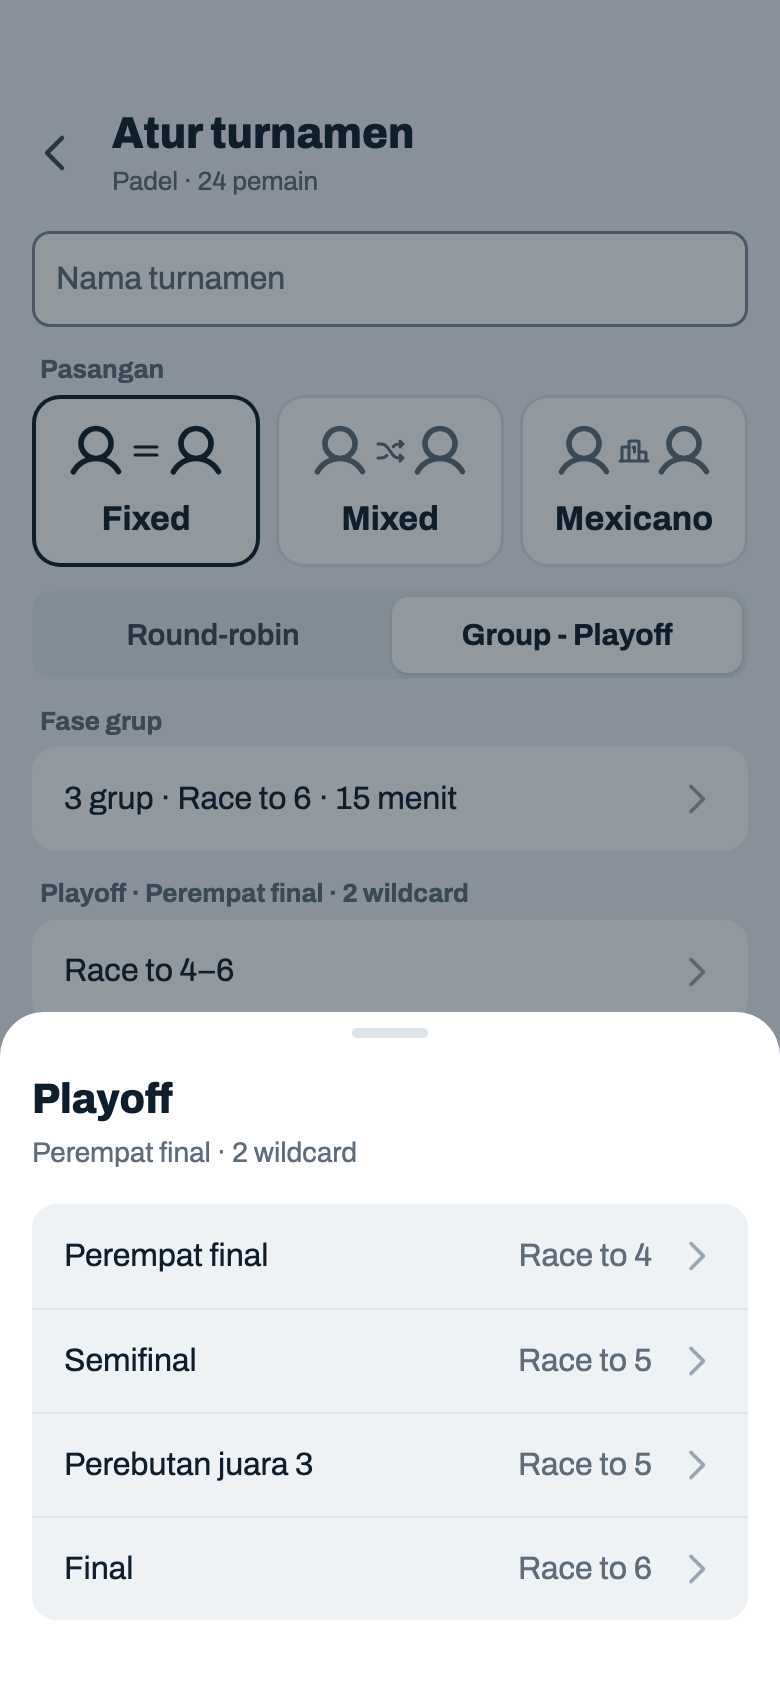 Atur turnamen
Padel · 24 pemain
Nama turnamen
Pasangan
Fixed
Mixed
Mexicano
Round-robin
Group - Playoff
Fase grup
3 grup · Race to 6 · 15 menit
Playoff · Perempat final · 2 wildcard
Race to 4–6
Playoff
Perempat final · 2 wildcard
Perempat final Race to 4
Semifinal Race to 5
Perebutan juara 3 Race to 5
Final Race to 6